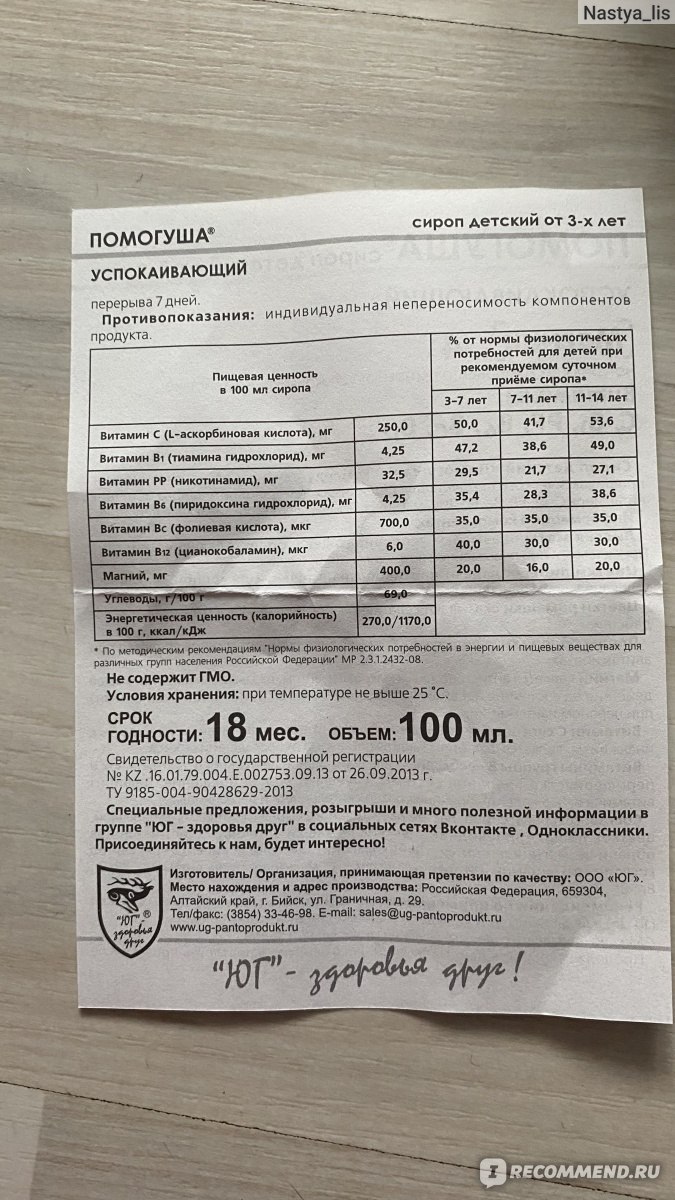 Nastya_lis
ПОМОГУША®
сироп детский от 3-х лет
УСПОКАИВАЮЩИЙ
перерыва 7 дней.
Противопоказания: индивидуальная непереносимость компонентов
продукта.
Пищевая ценность
в 100 мл сиропа
% от нормы физиологических
потребностей для детей при
рекомендуемом суточном
приёме сиропа*
3–7 лет 7–11 лет 11–14 лет
Витамин С (L-аскорбиновая кислота), мг 250,0 50,0 41,7 53,6
Витамин В1 (тиамина гидрохлорид), мг 4,25 47,2 38,6 49,0
Витамин РР (никотинамид), мг 32,5 29,5 21,7 27,1
Витамин В6 (пиридоксина гидрохлорид), мг 4,25 35,4 28,3 38,6
Витамин Вс (фолиевая кислота), мкг 700,0 35,0 35,0 35,0
Витамин В12 (цианокобаламин), мкг 6,0 40,0 30,0 30,0
Магний, мг 400,0 20,0 16,0 20,0
Углеводы, г/100 г 69,0
Энергетическая ценность (калорийность)
в 100 г, ккал/кДж 270,0/1170,0
* По методическим рекомендациям "Нормы физиологических потребностей в энергии и пищевых веществах для
различных групп населения Российской Федерации" МР 2.3.1.2432-08.
Не содержит ГМО.
Условия хранения: при температуре не выше 25 °С.
СРОК
ГОДНОСТИ: 18 мес. ОБЪЕМ: 100 мл.
Свидетельство о государственной регистрации
№ KZ .16.01.79.004.E.002753.09.13 от 26.09.2013 г.
ТУ 9185-004-90428629-2013
Специальные предложения, розыгрыши и много полезной информации в
группе "ЮГ – здоровья друг" в социальных сетях Вконтакте , Одноклассники.
Присоединяйтесь к нам, будет интересно!
Изготовитель/ Организация, принимающая претензии по качеству: ООО «ЮГ».
Место нахождения и адрес производства: Российская Федерация, 659304,
Алтайский край, г. Бийск, ул. Граничная, д. 29.
Тел/факс: (3854) 33-46-98. E-mail: sales@ug-pantoprodukt.ru
www.ug-pantoprodukt.ru
"ЮГ"®
здоровья
друг
"ЮГ" - здоровья друг!
IRECOMMEND.RU